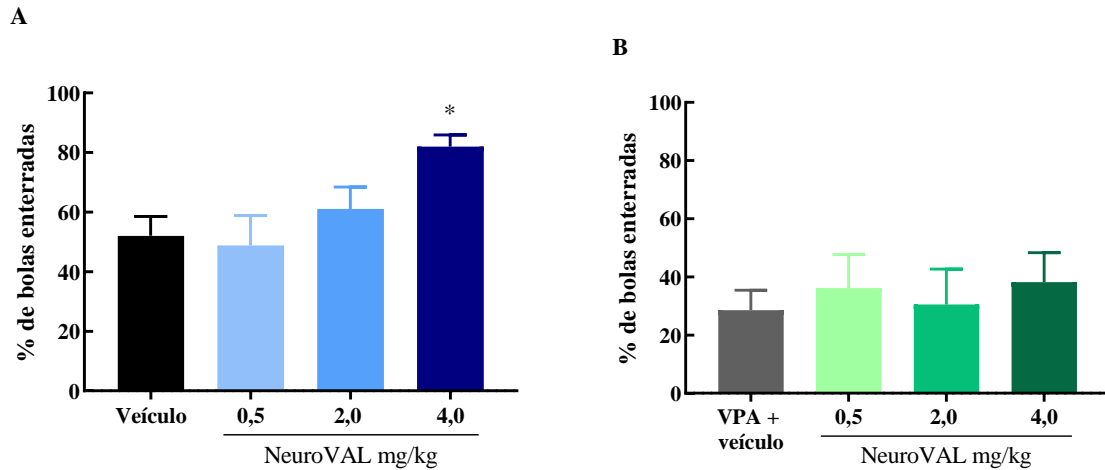 A
% de bolas enterradas
100
80
60
40
20
0
*
Veículo
0,5
2,0
4,0
NeuroVAL mg/kg
B
% de bolas enterradas
100
80
60
40
20
0
VPA +
veículo
0,5
2,0
4,0
NeuroVAL mg/kg